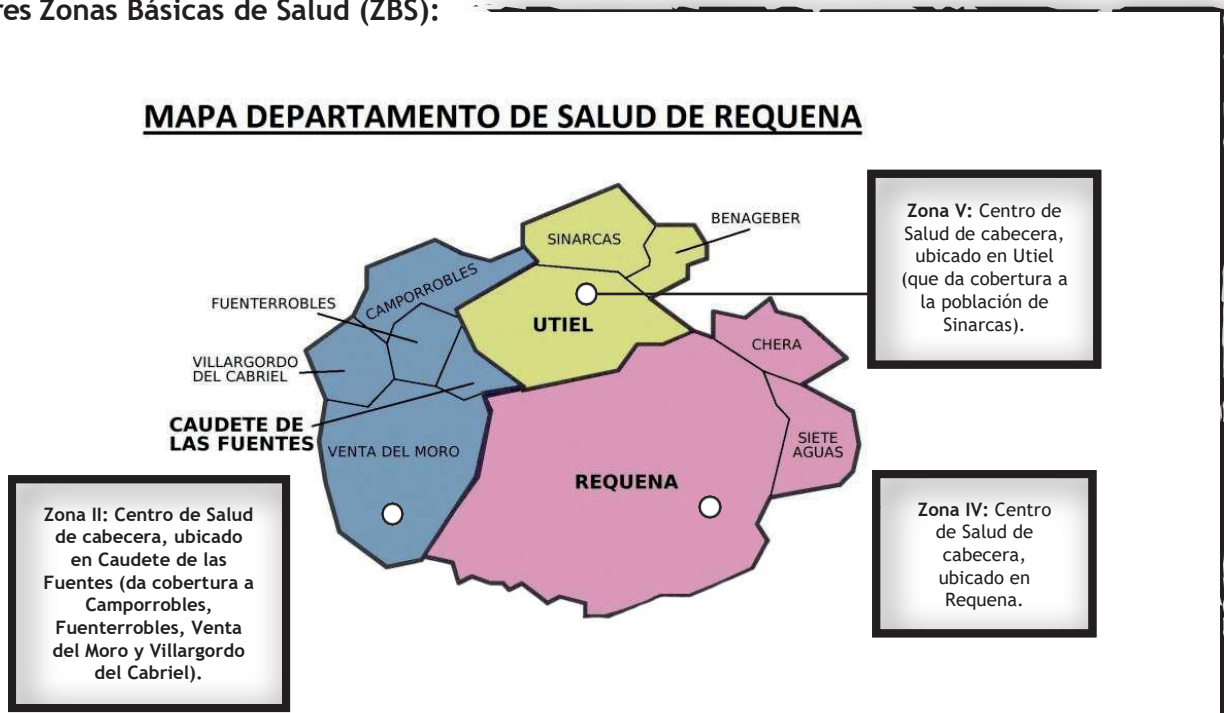 res Zonas Básicas de Salud (ZBS):
MAPA DEPARTAMENTO DE SALUD DE REQUENA
Zona V: Centro de
Salud de cabecera,
ubicado en Utiel
(que da cobertura a
la población de
Sinarcas).
BENAGEBER
SINARCAS
CAMPORROBLES
FUENTERROBLES
UTIEL
CHERA
VILLARGORDO
DEL CABRIEL
CAUDETE DE
LAS FUENTES
VENTA DEL MORO
SIETE
AGUAS
REQUENA
Zona II: Centro de Salud
de cabecera, ubicado
en Caudete de las
Fuentes (da cobertura a
Camporrobles,
Fuenterrobles, Venta
del Moro y Villargordo
del Cabriel).
Zona IV: Centro
de Salud de
cabecera,
ubicado en
Requena.